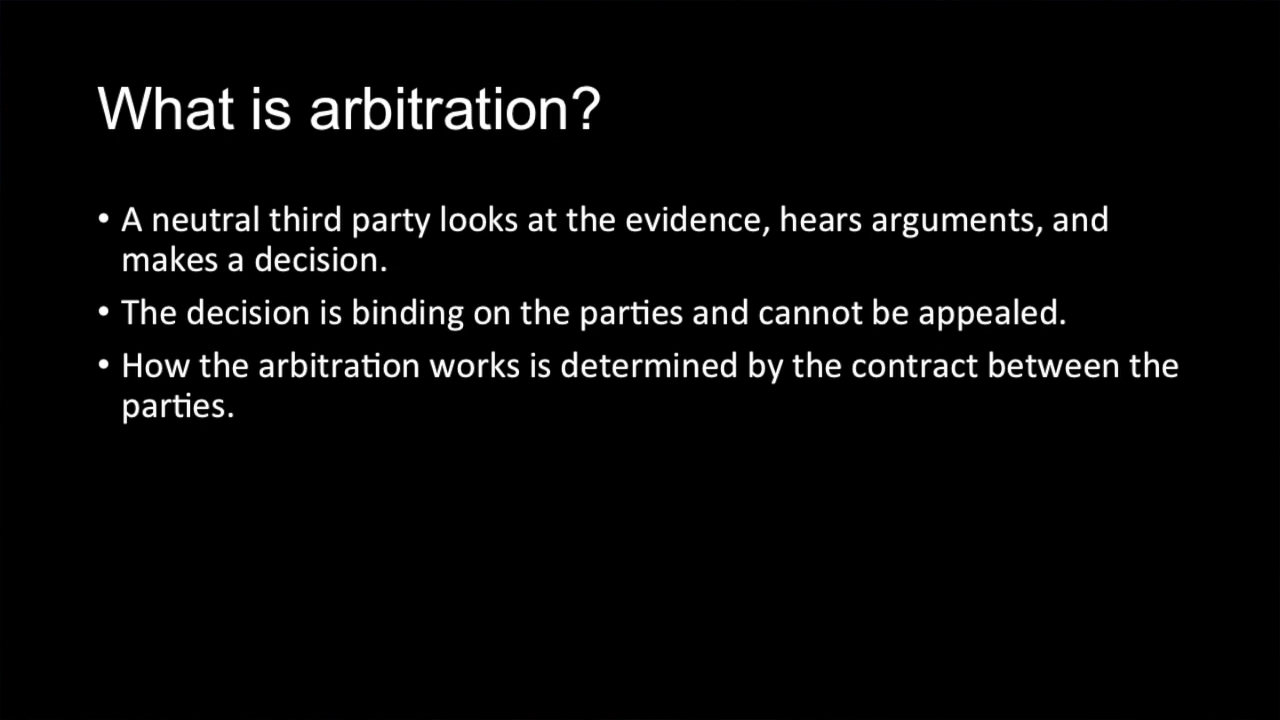 What is arbitration?
• A neutral third party looks at the evidence, hears arguments, and
makes a decision.
• The decision is binding on the parties and cannot be appealed.
• How the arbitration works is determined by the contract between the
parties.